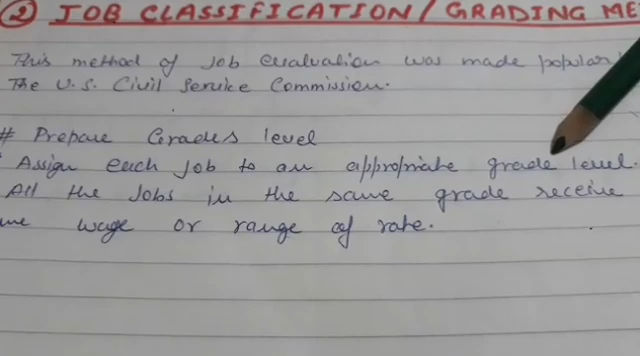 ② JOB CLASSIFICATION / GRADING ME
This method of Job evaluation was made popular
The U.S. Civil Service Commission.
# Prepare Grades level
Assign each Job to an appropriate grade level.
All the Jobs in the same grade receive
me wage or range of rate.